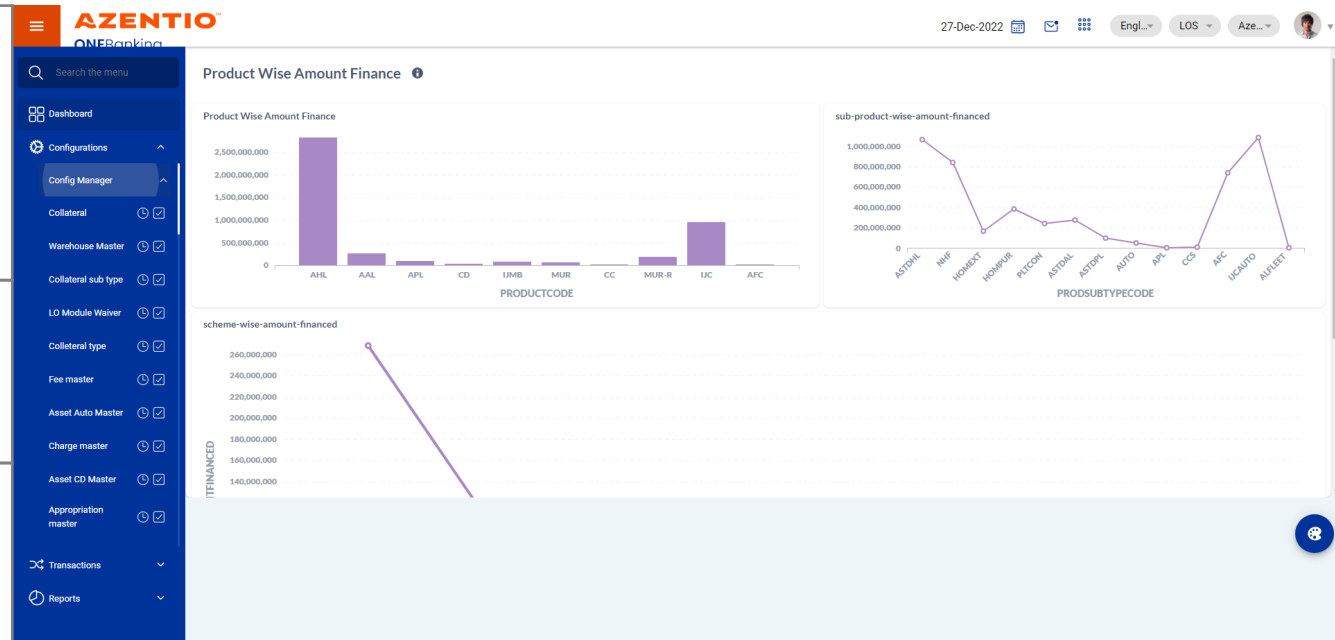 AZENTIO
ONEBanking
27-Dec-2022
Engl...
LOS
Aze...
Search the menu
Dashboard
Configurations
Config Manager
Collateral
Warehouse Master
Collateral sub type
LO Module Waiver
Colleteral type
Fee master
Asset Auto Master
Charge master
Asset CD Master
Appropriation
master
Transactions
Reports
Product Wise Amount Finance
Product Wise Amount Finance
2,500,000,000
2,000,000,000
1,500,000,000
1,000,000,000
500,000,000
0
AHL AAL APL CD IJMB MUR CC MUR-R IJC AFC
PRODUCTCODE
sub-product-wise-amount-financed
1,000,000,000
800,000,000
600,000,000
400,000,000
200,000,000
0
ASTDHL NHF HOMEXT HOMPUR PLTCON ASTDAL ASTDPL AUTO APL CCS AFC IJCAUTO ALFLEET
PRODSUBTYPECODE
scheme-wise-amount-financed
260,000,000
240,000,000
220,000,000
200,000,000
180,000,000
160,000,000
140,000,000
TFINANCED